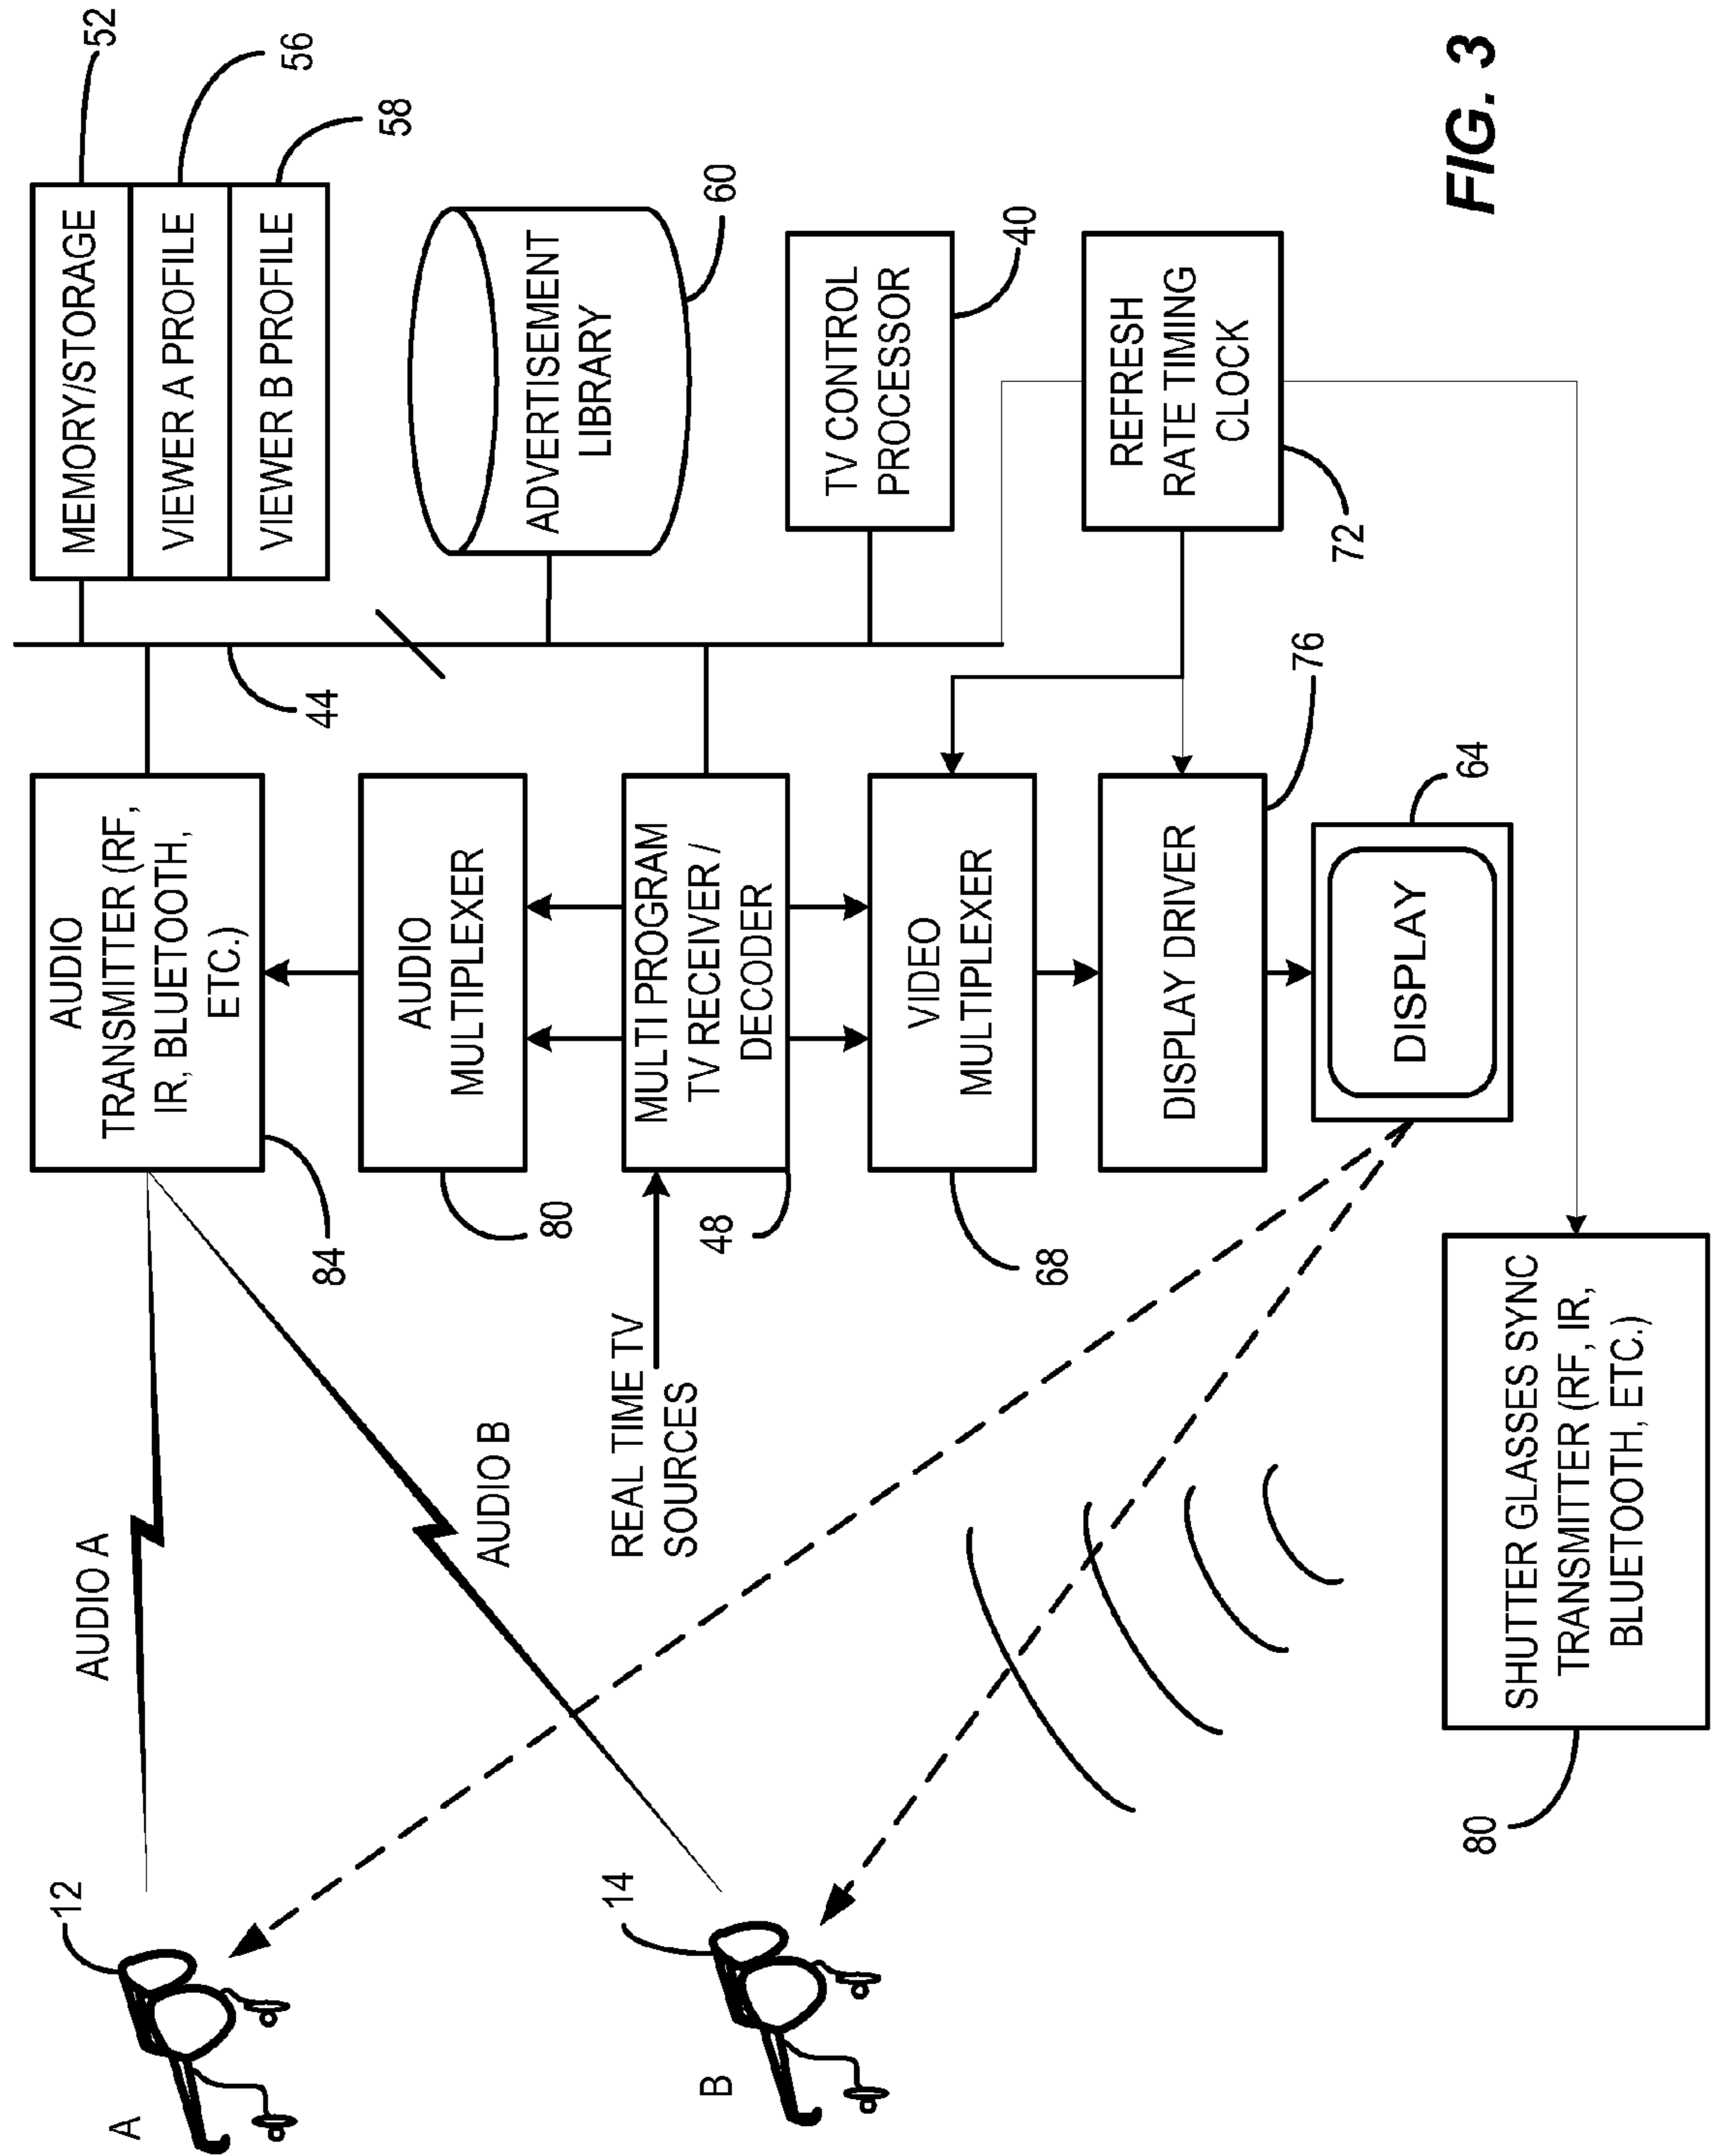 A
12
AUDIO A
84
AUDIO
TRANSMITTER (RF,
IR, BLUETOOTH,
ETC.)
44
MEMORY/STORAGE
52
VIEWER A PROFILE
56
VIEWER B PROFILE
58
AUDIO B
80
AUDIO
MULTIPLEXER
ADVERTISEMENT
LIBRARY
60
B
14
REAL TIME TV
SOURCES
48
MULTI PROGRAM
TV RECEIVER /
DECODER
TV CONTROL
PROCESSOR
40
68
VIDEO
MULTIPLEXER
REFRESH
RATE TIMING
CLOCK
72
DISPLAY DRIVER
76
DISPLAY
64
80
SHUTTER GLASSES SYNC
TRANSMITTER (RF, IR,
BLUETOOTH, ETC.)
FIG. 3